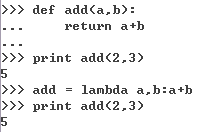 >>> def add(a,b):
...     return a+b
...
>>> print add(2,3)
5
>>> add = lambda a,b:a+b
>>> print add(2,3)
5